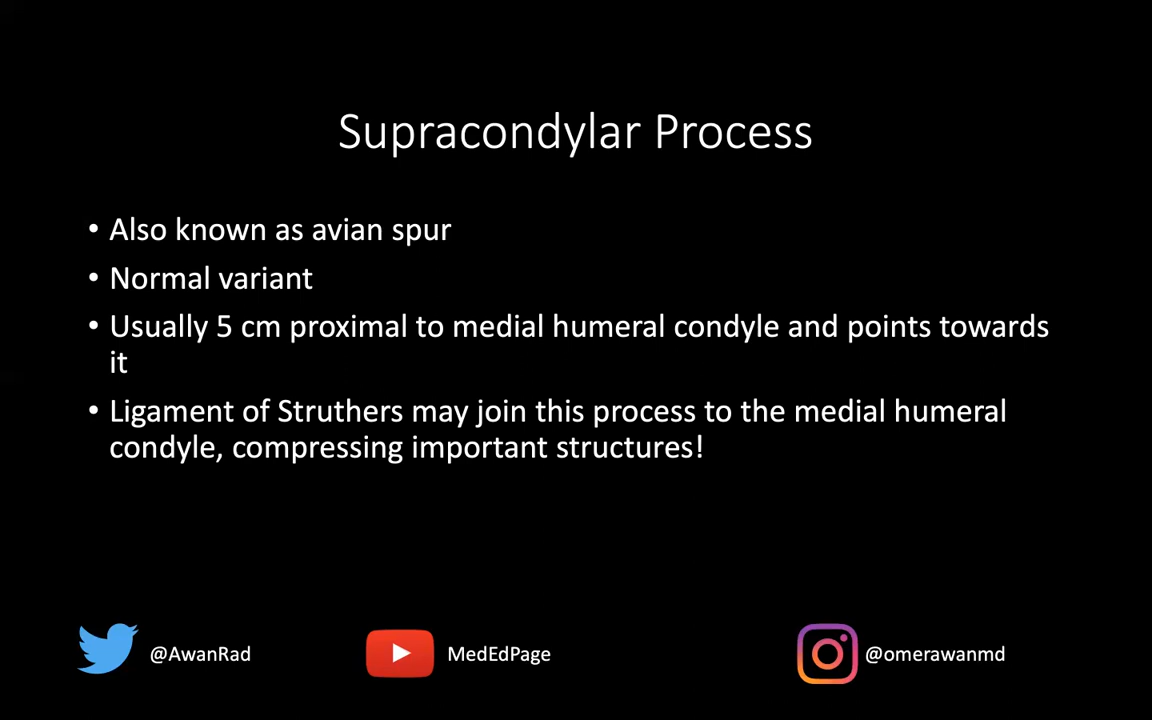 Supracondylar Process
• Also known as avian spur
• Normal variant
• Usually 5 cm proximal to medial humeral condyle and points towards
it
• Ligament of Struthers may join this process to the medial humeral
condyle, compressing important structures!
@AwanRad
MedEdPage
@omerawanmd